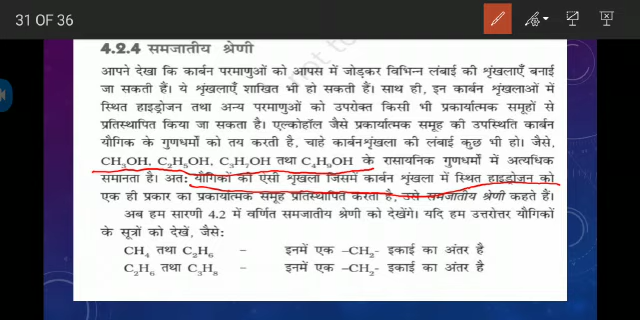 31 OF 36
4.2.4 समजातीय श्रेणी
आपने देखा कि कार्बन परमाणुओं को आपस में जोड़कर विभिन्न लंबाई की शृंखलाएँ बनाई
जा सकती हैं। ये शृंखलाएँ शाखित भी हो सकती हैं। साथ ही, इन कार्बन शृंखलाओं में
स्थित हाइड्रोजन तथा अन्य परमाणुओं को उपरोक्त किसी भी प्रकार्यात्मक समूहों से
प्रतिस्थापित किया जा सकता है। एल्कोहॉल जैसे प्रकार्यात्मक समूह की उपस्थिति कार्बन
यौगिक के गुणधर्मों को तय करती है, चाहे कार्बनशृंखला की लंबाई कुछ भी हो। जैसे,
CH₃OH, C₂H₅OH, C₃H₇OH तथा C₄H₉OH के रासायनिक गुणधर्मों में अत्यधिक
समानता है। अतः यौगिकों की ऐसी शृंखला जिसमें कार्बन शृंखला में स्थित हाइड्रोजन को
एक ही प्रकार का प्रकार्यात्मक समूह प्रतिस्थापित करता है, उसे समजातीय श्रेणी कहते हैं।
अब हम सारणी 4.2 में वर्णित समजातीय श्रेणी को देखेंगे। यदि हम उत्तरोत्तर यौगिकों
के सूत्रों को देखें, जैसे:
CH₄ तथा C₂H₆ – इनमें एक –CH₂- इकाई का अंतर है
C₂H₆ तथा C₃H₈ – इनमें एक –CH₂- इकाई का अंतर है